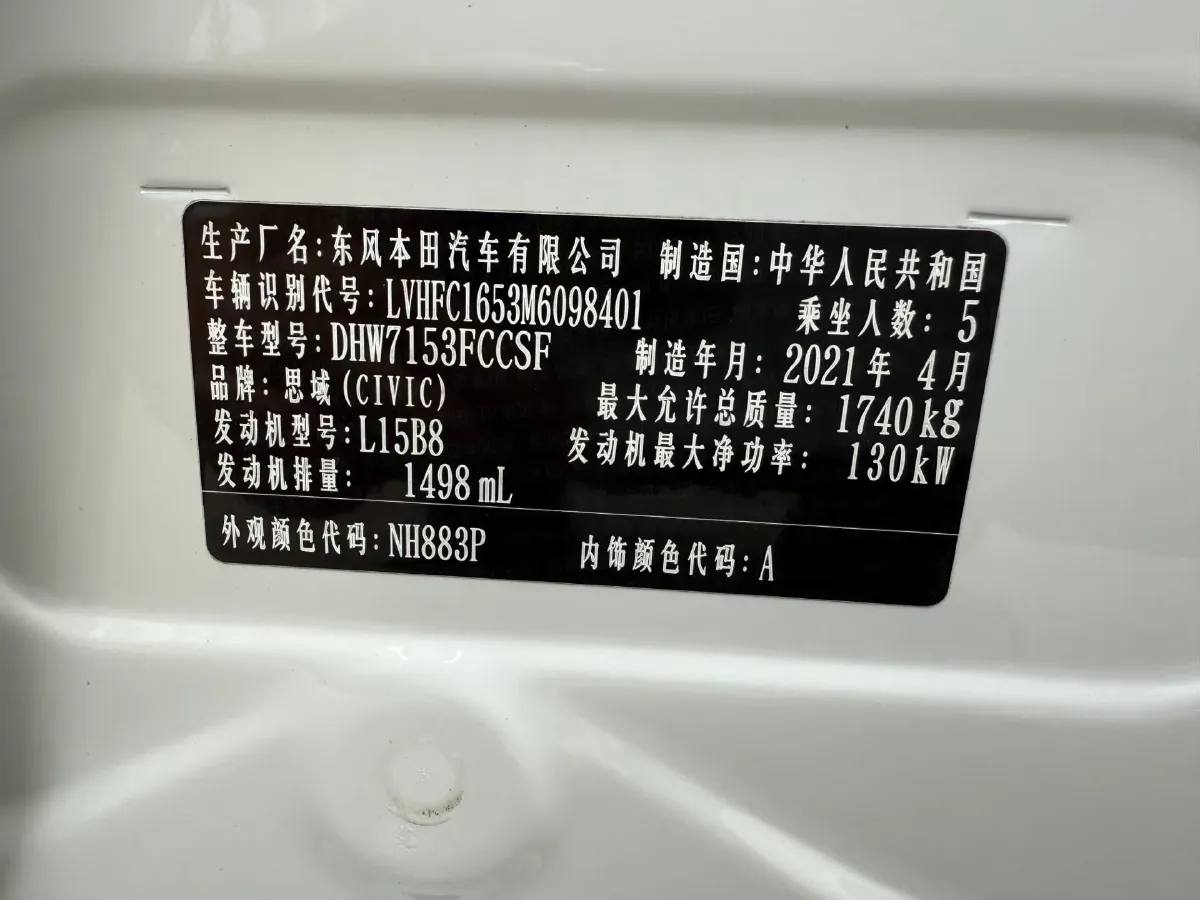 生产厂名:东风本田汽车有限公司 制造国:中华人民共和国
车辆识别代号:LVHFC1653M6098401 乘坐人数: 5
整车型号:DHW7153FCCSF 制造年月: 2021年 4月
品牌: 思域(CIVIC) 最大允许总质量: 1740kg
发动机型号:L15B8 发动机最大净功率: 130kW
发动机排量: 1498mL
外观颜色代码:NH883P 内饰颜色代码:A